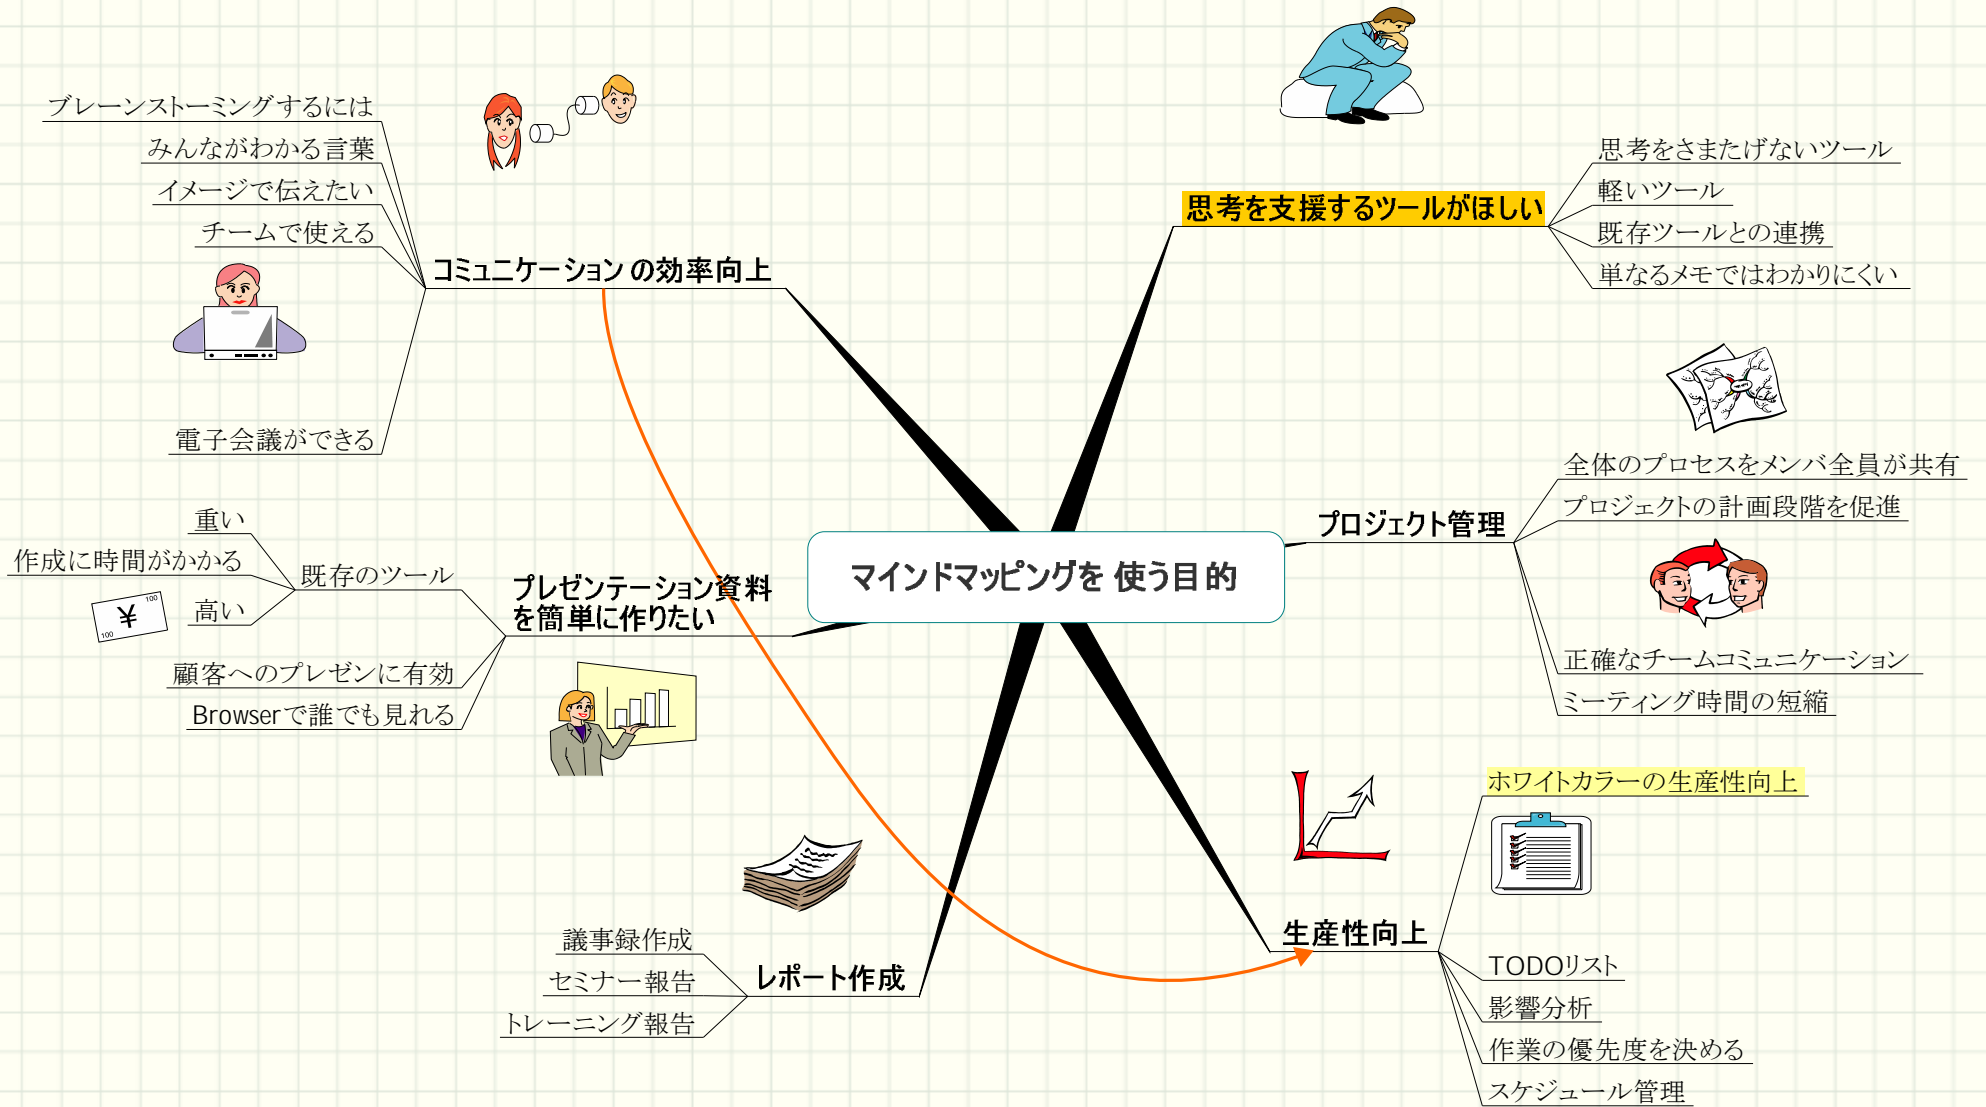 マインドマッピングを 使う目的
思考を支援するツールがほしい
思考をさまたげないツール
軽いツール
既存ツールとの連携
単なるメモではわかりにくい
プロジェクト管理
全体のプロセスをメンバ全員が共有
プロジェクトの計画段階を促進
正確なチームコミュニケーション
ミーティング時間の短縮
生産性向上
ホワイトカラーの生産性向上
TODOリスト
影響分析
作業の優先度を決める
スケジュール管理
レポート作成
議事録作成
セミナー報告
トレーニング報告
プレゼンテーション資料
を簡単に作りたい
既存のツール
重い
作成に時間がかかる
高い
100
¥
100
顧客へのプレゼンに有効
Browserで誰でも見れる
コミュニケーション の効率向上
ブレーンストーミングするには
みんながわかる言葉
イメージで伝えたい
チームで使える
電子会議ができる